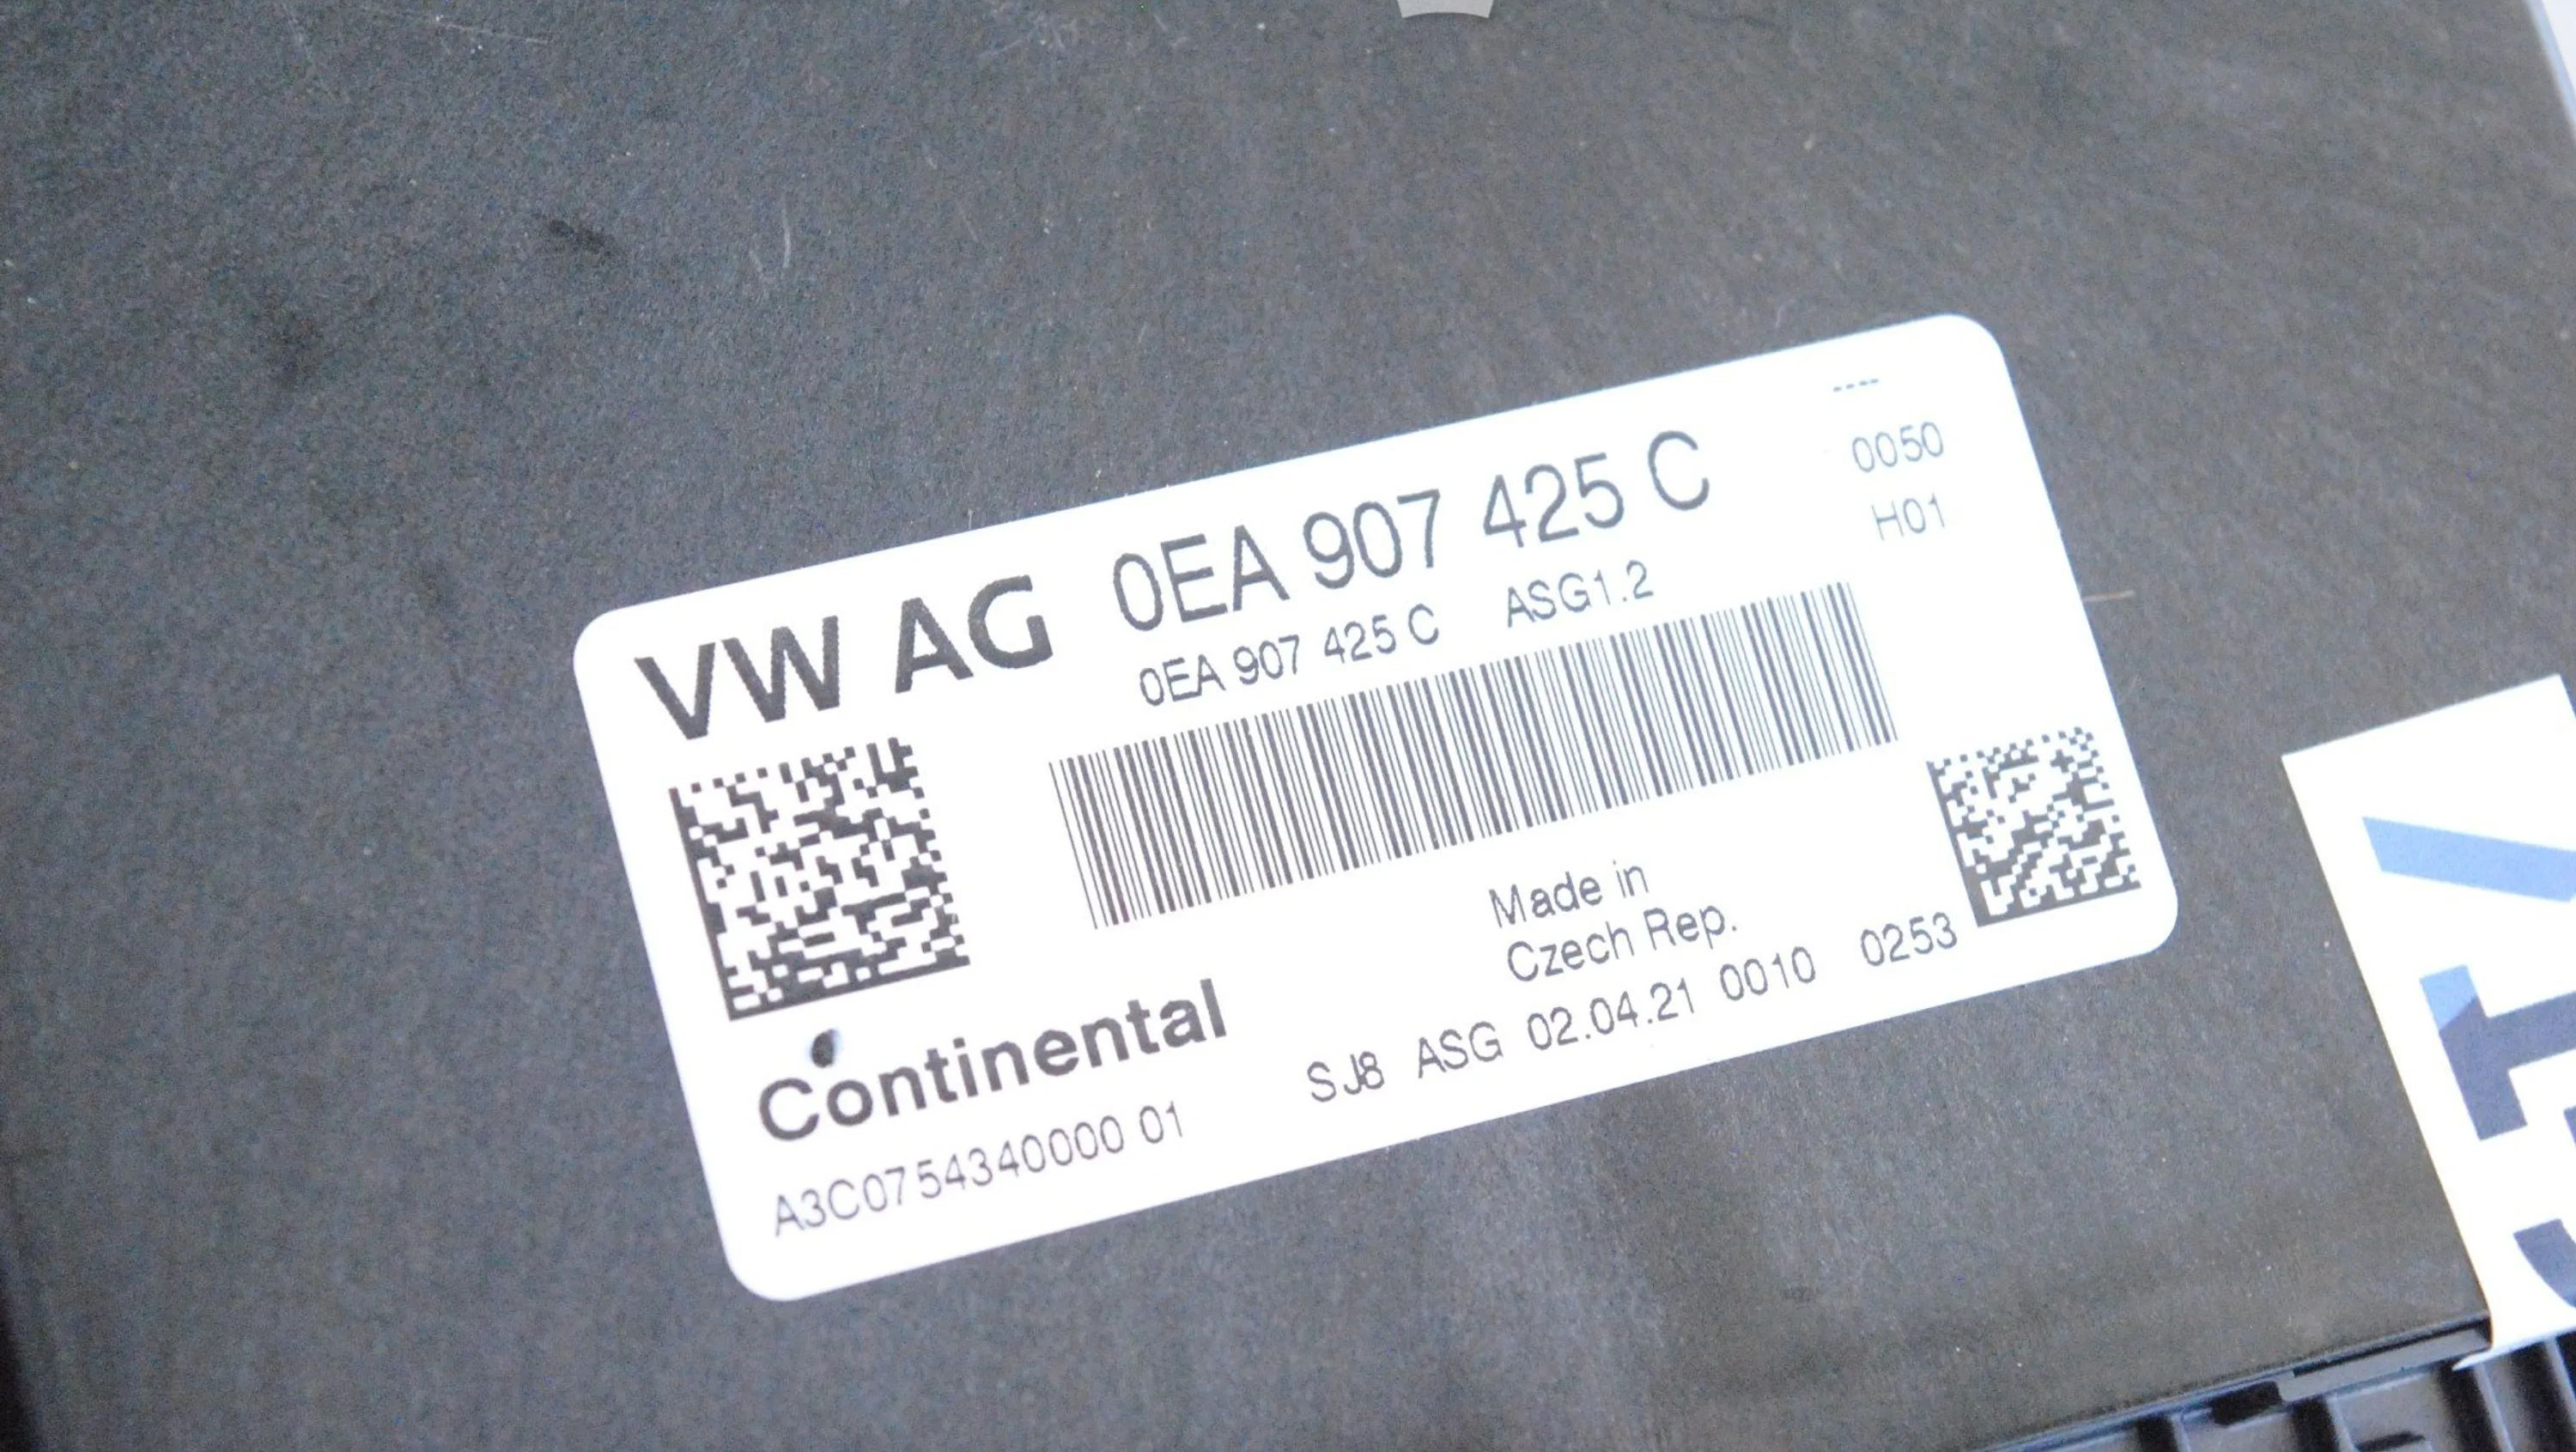 ----
VW AG 0EA 907 425 C 0050
0EA 907 425 C ASG1.2 H01
Made in
Czech Rep.
Continental SJ8 ASG 02.04.21 0010 0253
A3C0754340000 01